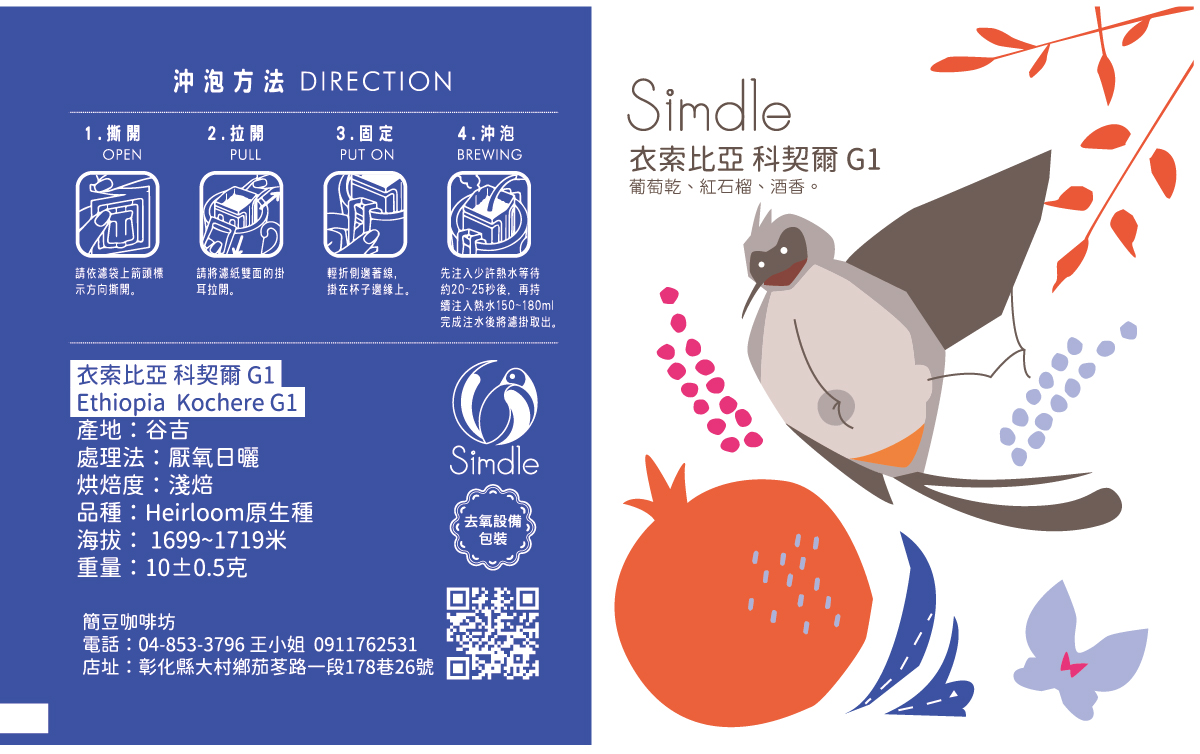 沖泡方法 DIRECTION
1.撕開
OPEN
2.拉開
PULL
3.固定
PUT ON
4.沖泡
BREWING
請依濾袋上箭頭標
示方向撕開。
請將濾紙雙面的掛
耳拉開。
輕折側邊著線,
掛在杯子邊緣上。
先注入少許熱水等待
約20~25秒後, 再持
續注入熱水150~180ml
完成注水後將濾掛取出。
衣索比亞 科契爾 G1
Ethiopia Kochere G1
產地：谷吉
處理法：厭氧日曬
烘焙度：淺焙
品種：Heirloom原生種
海拔： 1699~1719米
重量：10±0.5克
Simdle
去氧設備
包裝
簡豆咖啡坊
電話：04-853-3796 王小姐 0911762531
店址：彰化縣大村鄉茄苳路一段178巷26號
Simdle
衣索比亞 科契爾 G1
葡萄乾、紅石榴、酒香。